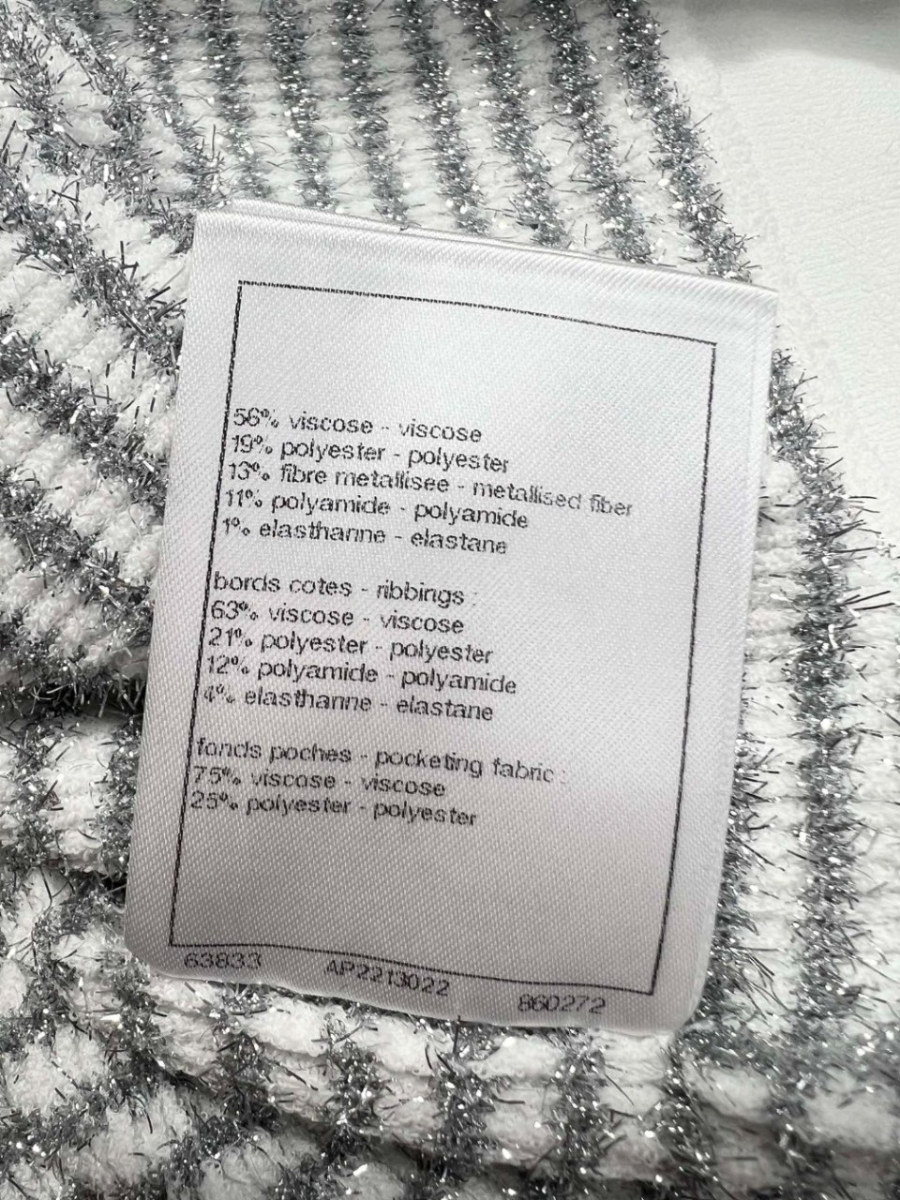 56% viscose - viscose
19% polyester - polyester
13% fibre metallisee - metallised fiber
11% polyamide - polyamide
1% elasthanne - elastane
bords cotes - ribbings :
63% viscose - viscose
21% polyester - polyester
12% polyamide - polyamide
4% elasthanne - elastane
fonds poches - pocketing fabric :
75% viscose - viscose
25% polyester - polyester
63833 AP2213022 860272